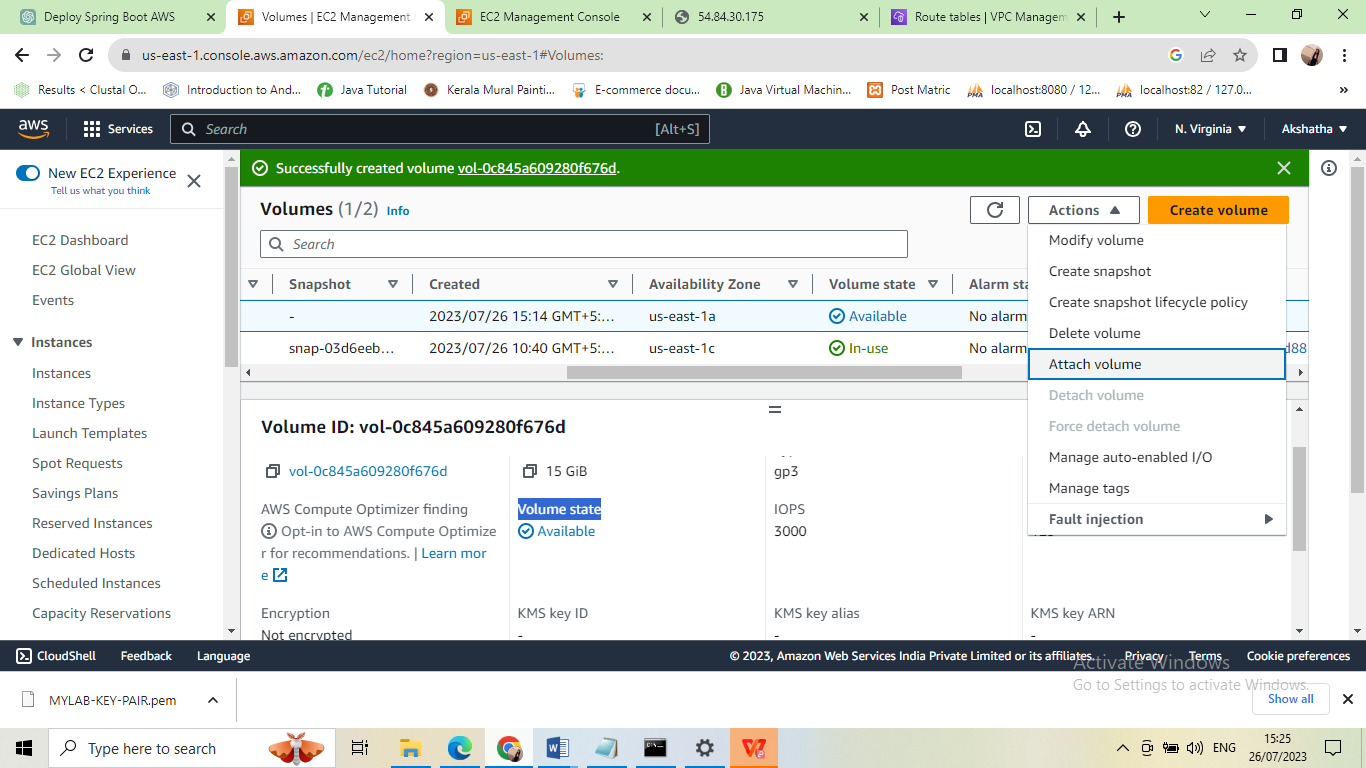 Deploy Spring Boot AWS
Volumes | EC2 Management
EC2 Management Console
54.84.30.175
Route tables | VPC Managem
us-east-1.console.aws.amazon.com/ec2/home?region=us-east-1#Volumes:
Results < Clustal O...
Introduction to And...
Java Tutorial
Kerala Mural Painti...
E-commerce docu...
Java Virtual Machin...
Post Matric
localhost:8080 / 12...
localhost:82 / 127.0...
»
aws
Services
Search
[Alt+S]
N. Virginia
Akshatha
New EC2 Experience
Tell us what you think
EC2 Dashboard
EC2 Global View
Events
Instances
Instances
Instance Types
Launch Templates
Spot Requests
Savings Plans
Reserved Instances
Dedicated Hosts
Scheduled Instances
Capacity Reservations
Successfully created volume vol-0c845a609280f676d.
Volumes (1/2) Info
Actions
Create volume
Search
Snapshot
Created
Availability Zone
Volume state
Alarm sta
-
2023/07/26 15:14 GMT+5:...
us-east-1a
Available
No alarm
snap-03d6eeb...
2023/07/26 10:40 GMT+5:...
us-east-1c
In-use
No alarm
d88
Modify volume
Create snapshot
Create snapshot lifecycle policy
Delete volume
Attach volume
Detach volume
Force detach volume
Manage auto-enabled I/O
Manage tags
Fault injection
Volume ID: vol-0c845a609280f676d
vol-0c845a609280f676d
15 GiB
gp3
AWS Compute Optimizer finding
Opt-in to AWS Compute Optimize
r for recommendations. | Learn mor
e
Volume state
Available
IOPS
3000
Encryption
Not encrypted
KMS key ID
-
KMS key alias
-
KMS key ARN
-
CloudShell
Feedback
Language
© 2023, Amazon Web Services India Private Limited or its affiliates.
Privacy
Terms
Cookie preferences
Activate Windows
Go to Settings to activate Windows.
MYLAB-KEY-PAIR.pem
Show all
Type here to search
ENG
15:25
26/07/2023